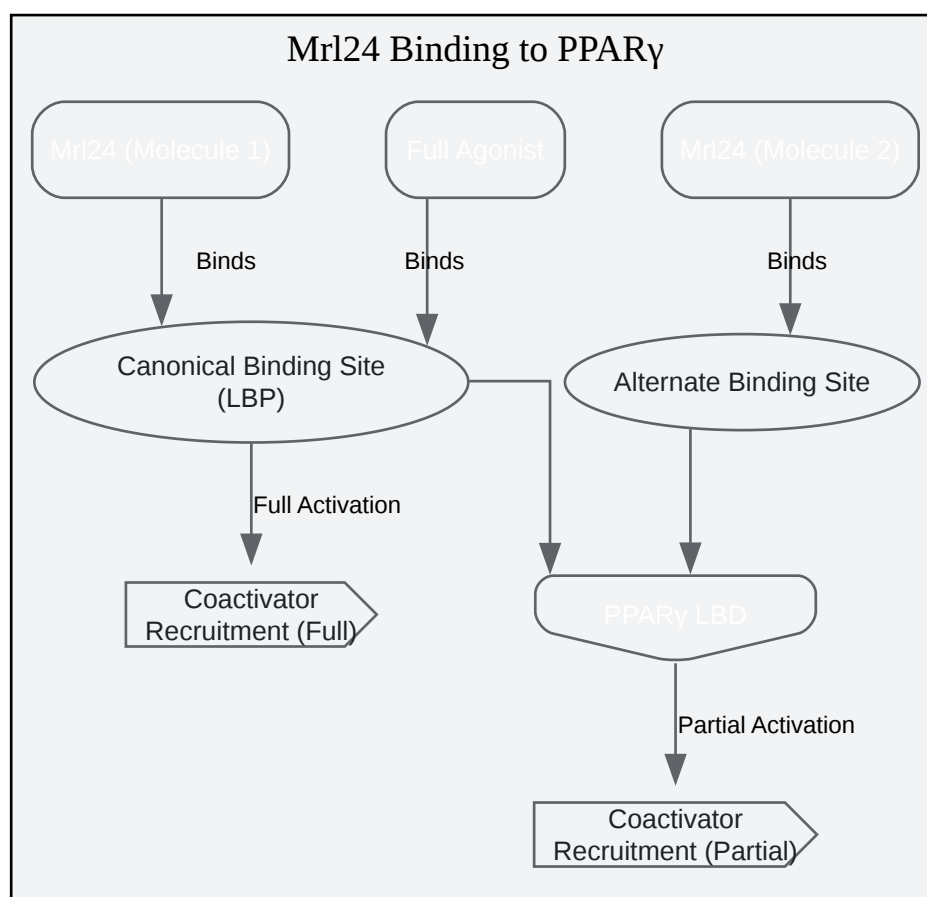 Mrl24 Binding to PPARγ
Mrl24 (Molecule 1)
Full Agonist
Mrl24 (Molecule 2)
Binds
Binds
Binds
Canonical Binding Site
(LBP)
Alternate Binding Site
Full Activation
Coactivator
Recruitment (Full)
PPARγ LBD
Partial Activation
Coactivator
Recruitment (Partial)